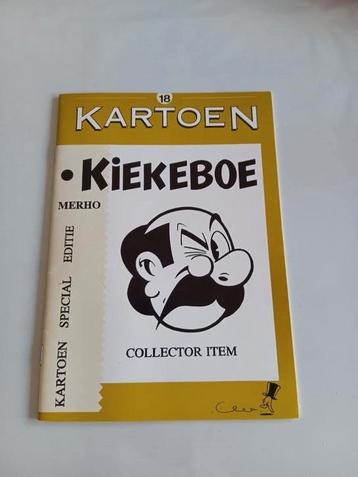 18
KARTOEN
• KiEKEBOE
MERHO
KARTOEN SPECIAL EDITIE
COLLECTOR ITEM